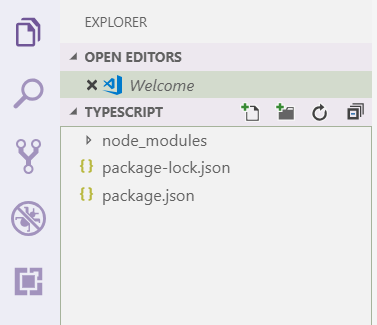 EXPLORER
OPEN EDITORS
Welcome
TYPESCRIPT
node_modules
{ } package-lock.json
{ } package.json